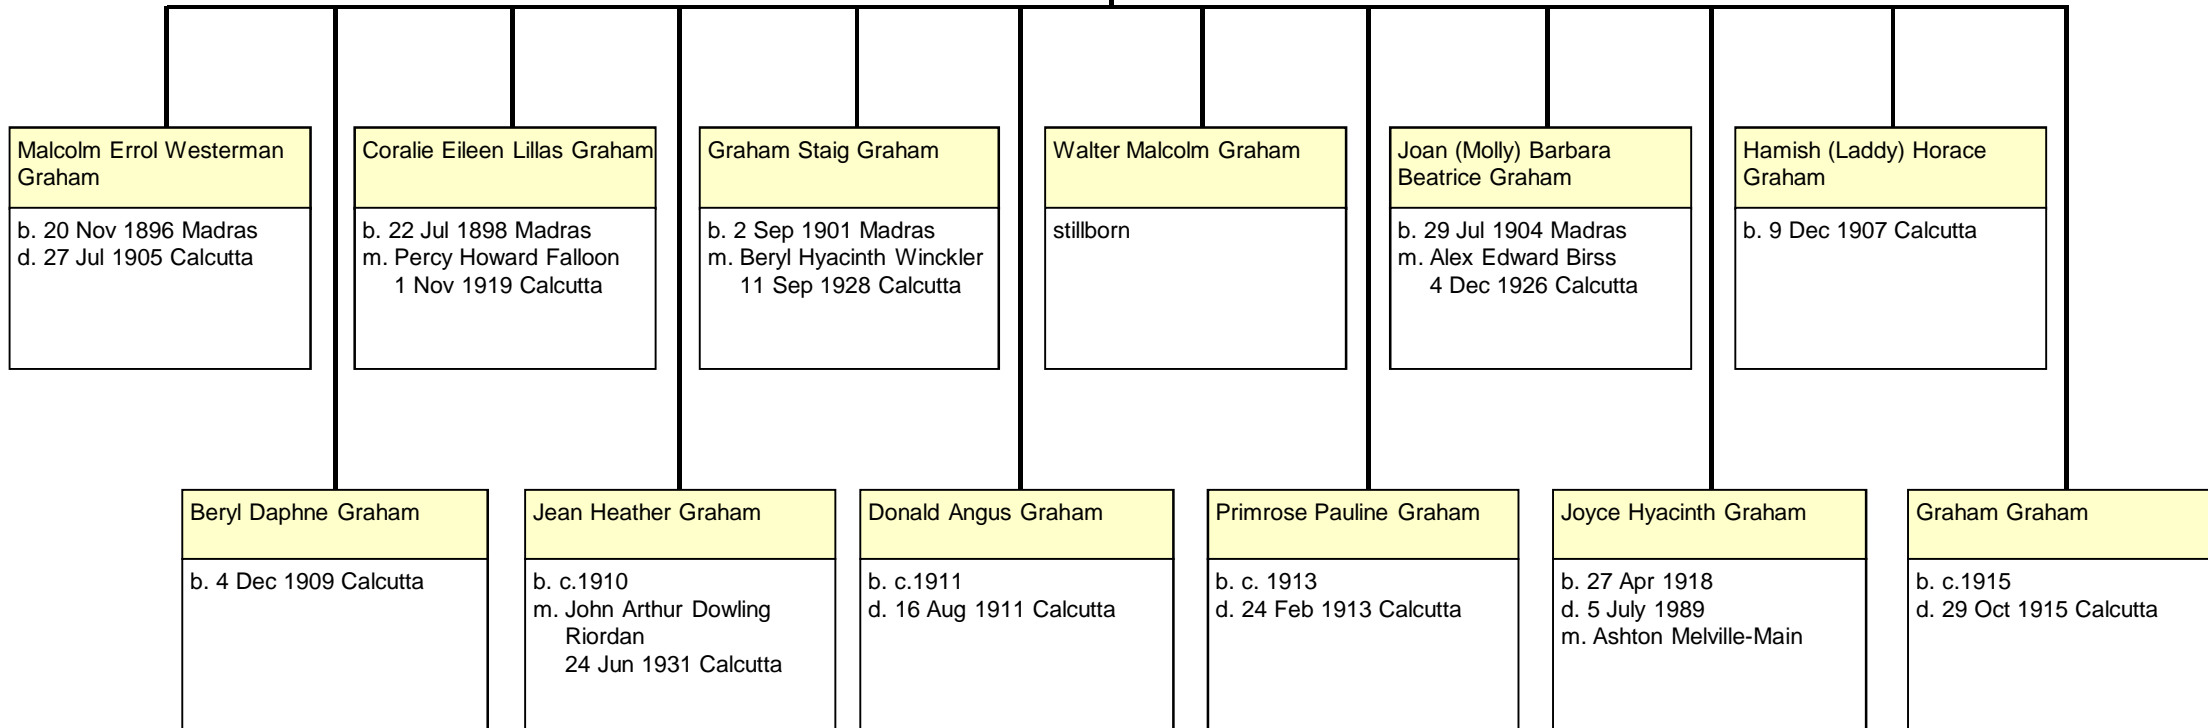 Malcolm Errol Westerman
Graham
b. 20 Nov 1896 Madras
d. 27 Jul 1905 Calcutta
Coralie Eileen Lillas Graham
b. 22 Jul 1898 Madras
m. Percy Howard Falloon
1 Nov 1919 Calcutta
Graham Staig Graham
b. 2 Sep 1901 Madras
m. Beryl Hyacinth Winckler
11 Sep 1928 Calcutta
Walter Malcolm Graham
stillborn
Joan (Molly) Barbara
Beatrice Graham
b. 29 Jul 1904 Madras
m. Alex Edward Birss
4 Dec 1926 Calcutta
Hamish (Laddy) Horace
Graham
b. 9 Dec 1907 Calcutta
Beryl Daphne Graham
b. 4 Dec 1909 Calcutta
Jean Heather Graham
b. c.1910
m. John Arthur Dowling
Riordan
24 Jun 1931 Calcutta
Donald Angus Graham
b. c.1911
d. 16 Aug 1911 Calcutta
Primrose Pauline Graham
b. c. 1913
d. 24 Feb 1913 Calcutta
Joyce Hyacinth Graham
b. 27 Apr 1918
d. 5 July 1989
m. Ashton Melville-Main
Graham Graham
b. c.1915
d. 29 Oct 1915 Calcutta